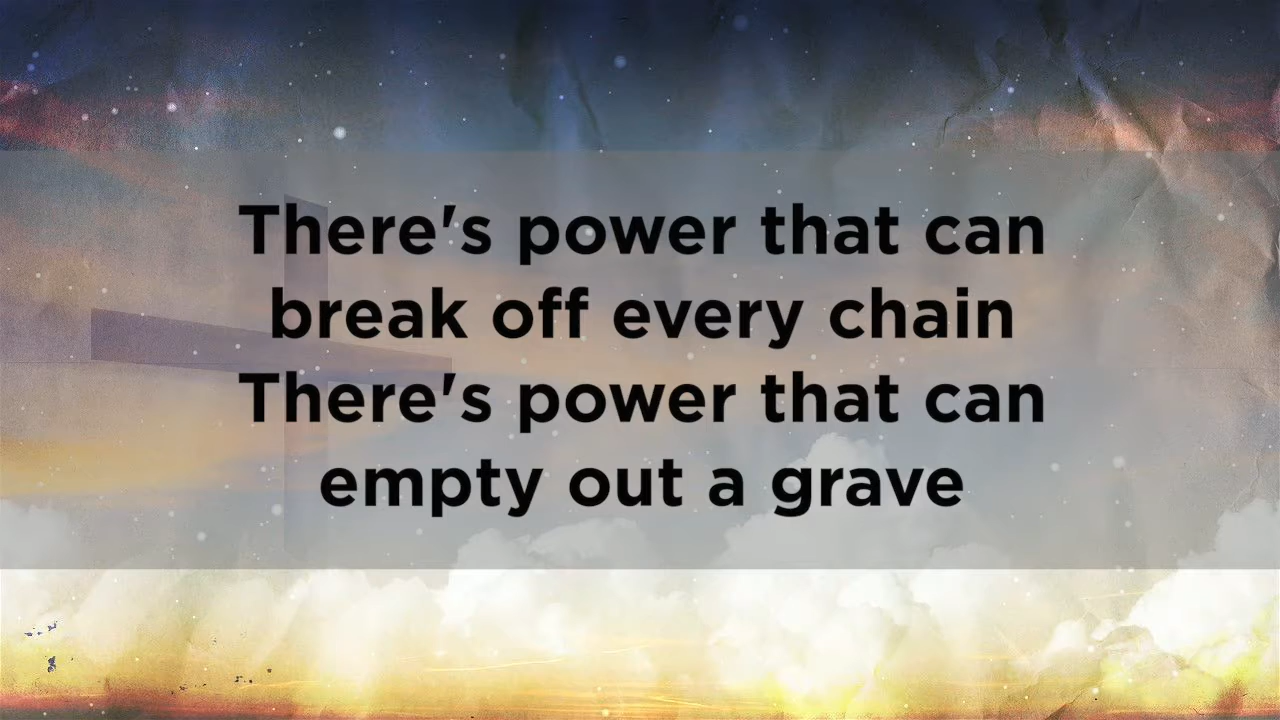 There's power that can
break off every chain
There's power that can
empty out a grave